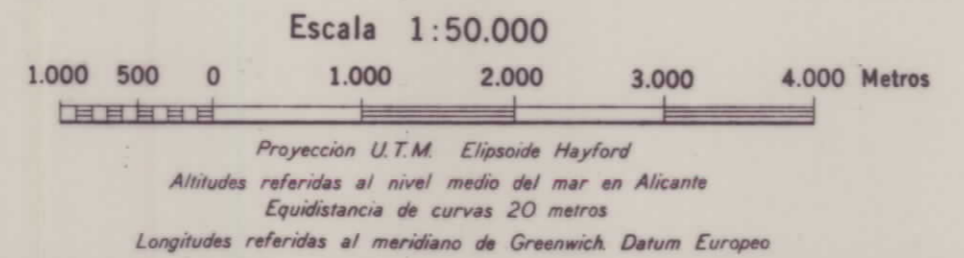 Escala 1:50.000
1.000 500 0 1.000 2.000 3.000 4.000 Metros
Proyección U.T.M. Elipsoide Hayford
Altitudes referidas al nivel medio del mar en Alicante
Equidistancia de curvas 20 metros
Longitudes referidas al meridiano de Greenwich. Datum Europeo